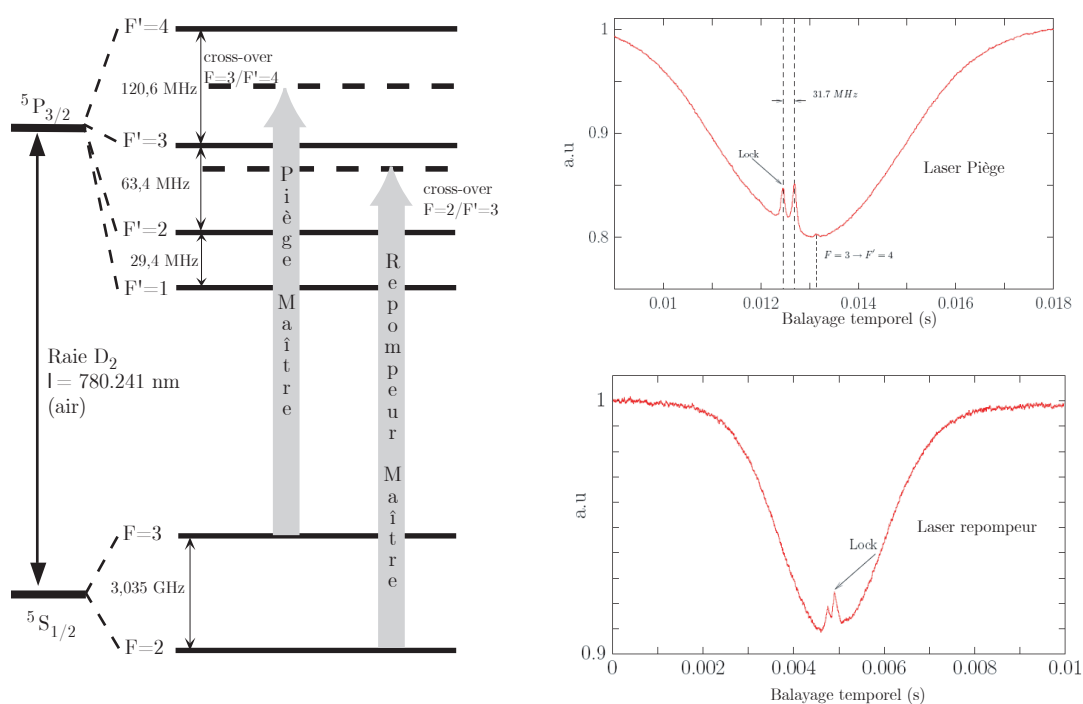 F'=4
cross-over
F=3/F'=4
120,6 MHz
5P3/2
F'=3
63,4 MHz
cross-over
F=2/F'=3
F'=2
29,4 MHz
F'=1
Piège Maître
Repompeur Maître
Raie D2
l = 780.241 nm
(air)
F=3
3,035 GHz
5S1/2
F=2
1
0.9
0.8
a.u
31.7 MHz
Lock
Laser Piège
F = 3 → F' = 4
0.01
0.012
0.014
0.016
0.018
Balayage temporel (s)
1
0.9
a.u
Laser repompeur
Lock
0
0.002
0.004
0.006
0.008
0.01
Balayage temporel (s)